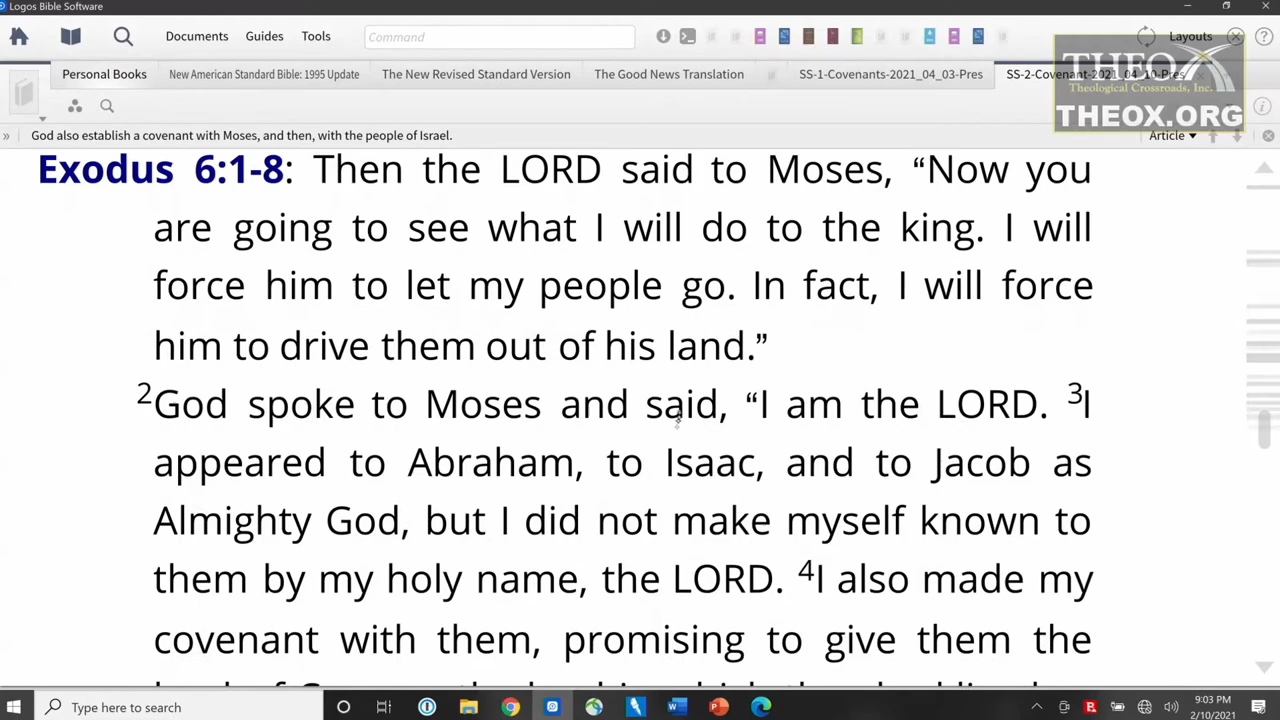 Logos Bible Software
Documents Guides Tools Command Layouts
Personal Books New American Standard Bible: 1995 Update The New Revised Standard Version The Good News Translation SS-1-Covenants-2021_04_03-Pres SS-2-Covenant-2021_04_10-Pres
THEOX
Theological Crossroads, Inc.
THEOX.ORG
God also establish a covenant with Moses, and then, with the people of Israel. Article
Exodus 6:1-8: Then the LORD said to Moses, “Now you
are going to see what I will do to the king. I will
force him to let my people go. In fact, I will force
him to drive them out of his land.”
2God spoke to Moses and said, “I am the LORD. 3I
appeared to Abraham, to Isaac, and to Jacob as
Almighty God, but I did not make myself known to
them by my holy name, the LORD. 4I also made my
covenant with them, promising to give them the
Type here to search
9:03 PM
2/10/2021